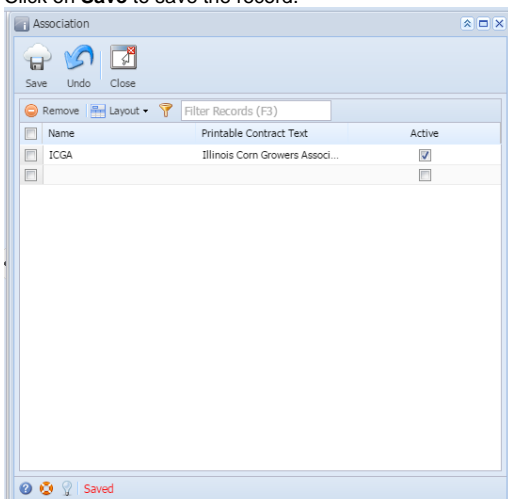 Click on Save to save the record.
Association
Save Undo Close
Remove Layout Filter Records (F3)
Name Printable Contract Text Active
ICGA Illinois Corn Growers Associ...
Saved